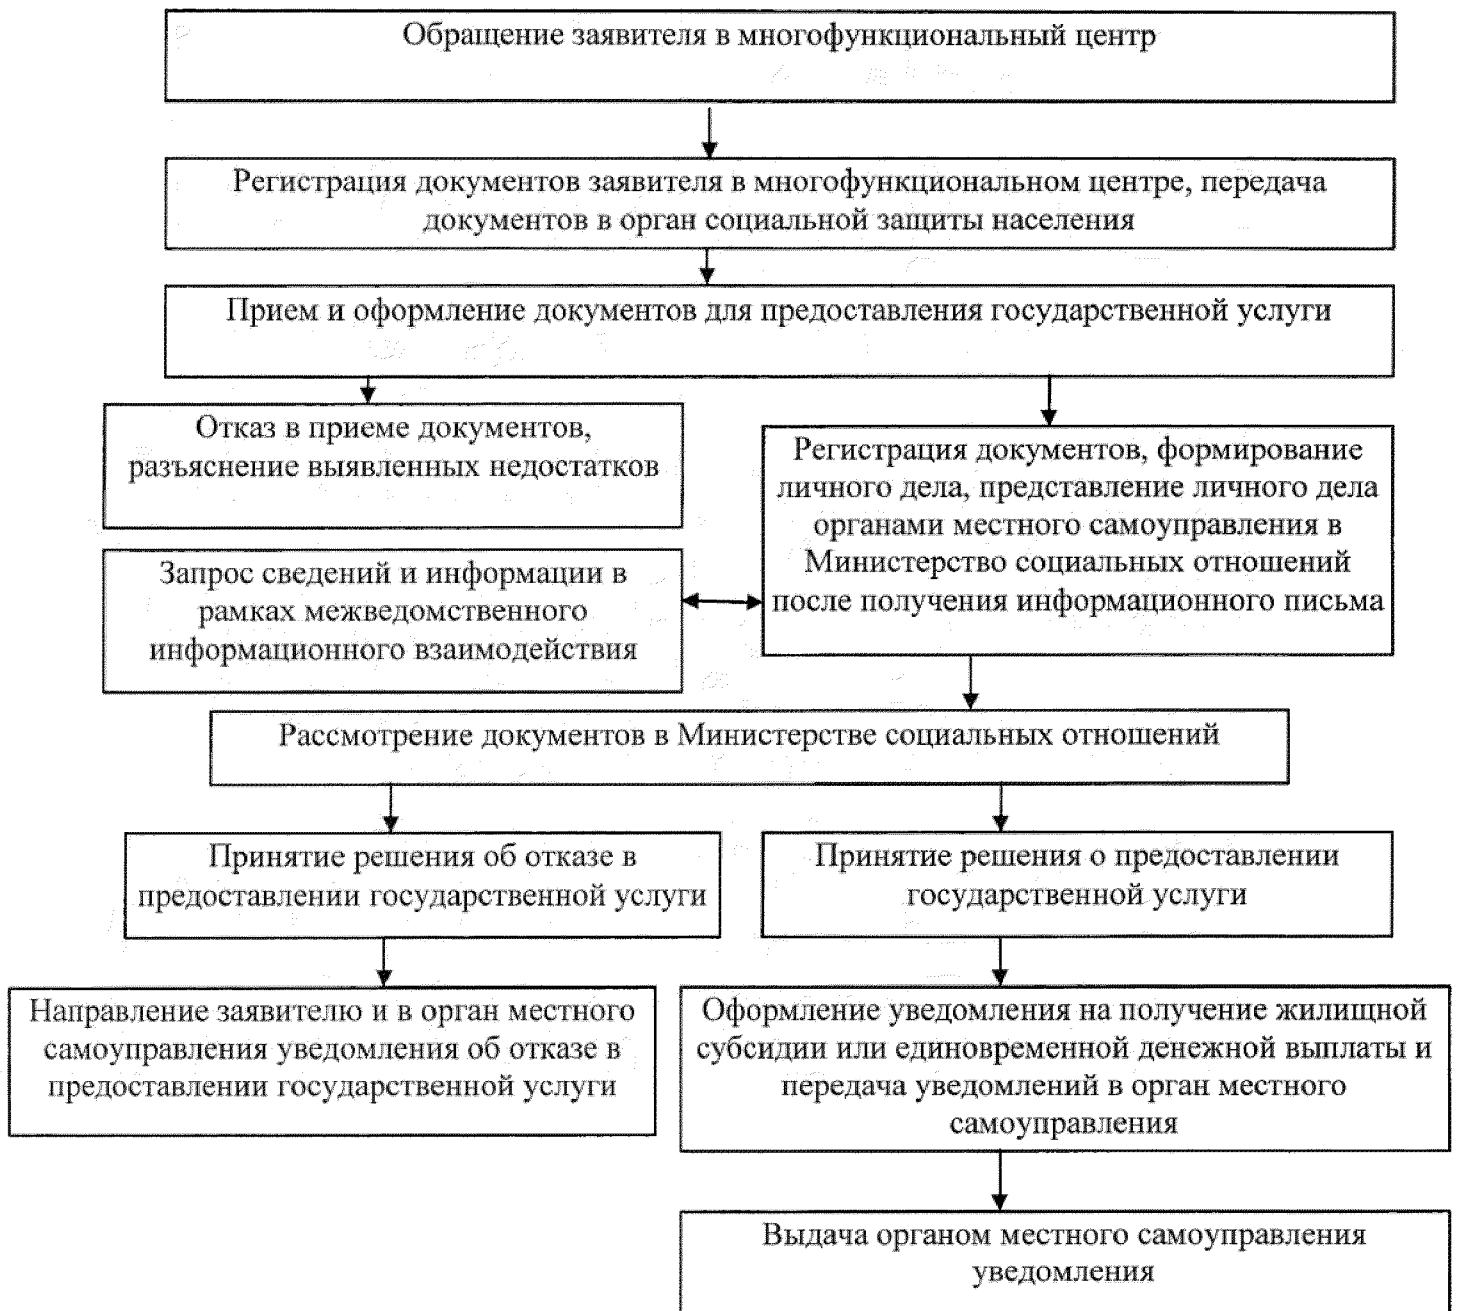 Обращение заявителя в многофункциональный центр
Регистрация документов заявителя в многофункциональном центре, передача
документов в орган социальной защиты населения
Прием и оформление документов для предоставления государственной услуги
Отказ в приеме документов,
разъяснение выявленных недостатков
Регистрация документов, формирование
личного дела, представление личного дела
органами местного самоуправления в
Министерство социальных отношений
после получения информационного письма
Запрос сведений и информации в
рамках межведомственного
информационного взаимодействия
Рассмотрение документов в Министерстве социальных отношений
Принятие решения об отказе в
предоставлении государственной услуги
Принятие решения о предоставлении
государственной услуги
Направление заявителю и в орган местного
самоуправления уведомления об отказе в
предоставлении государственной услуги
Оформление уведомления на получение жилищной
субсидии или единовременной денежной выплаты и
передача уведомлений в орган местного
самоуправления
Выдача органом местного самоуправления
уведомления